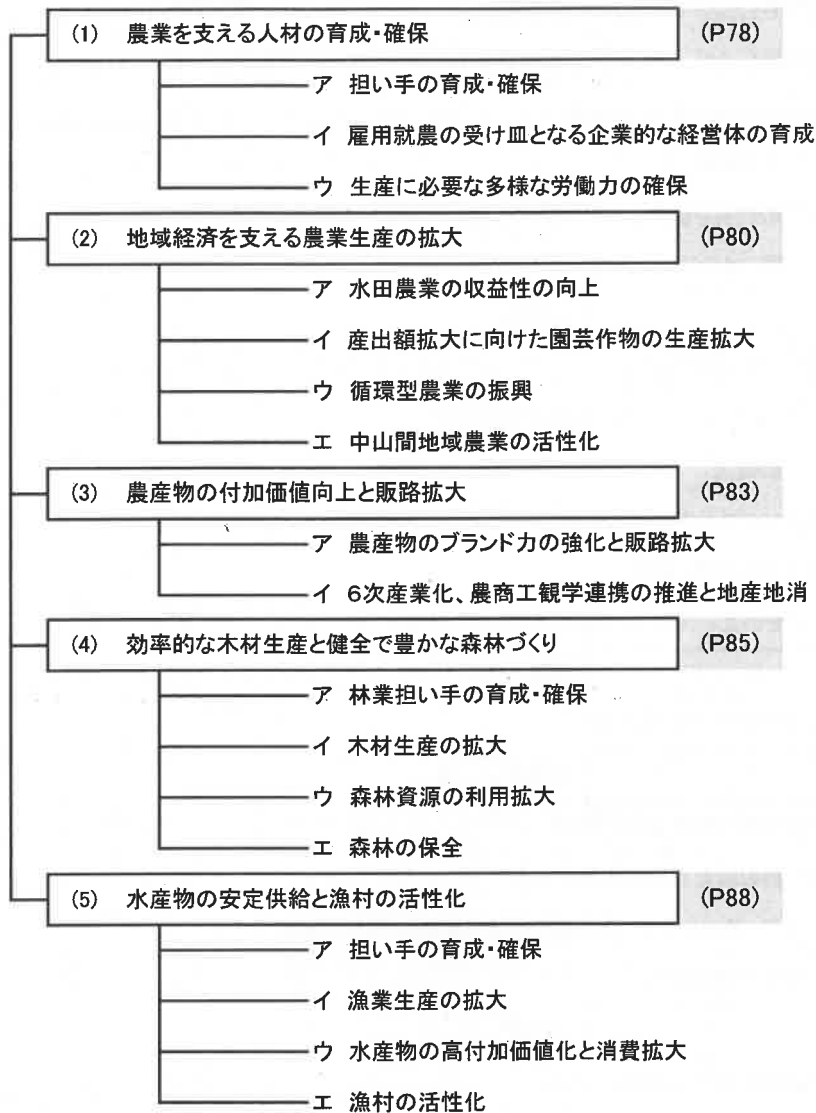 (1) 農業を支える人材の育成・確保 (P78)
ア 担い手の育成・確保
イ 雇用就農の受け皿となる企業的な経営体の育成
ウ 生産に必要な多様な労働力の確保
(2) 地域経済を支える農業生産の拡大 (P80)
ア 水田農業の収益性の向上
イ 産出額拡大に向けた園芸作物の生産拡大
ウ 循環型農業の振興
エ 中山間地域農業の活性化
(3) 農産物の付加価値向上と販路拡大 (P83)
ア 農産物のブランド力の強化と販路拡大
イ 6次産業化、農商工観学連携の推進と地産地消
(4) 効率的な木材生産と健全で豊かな森林づくり (P85)
ア 林業担い手の育成・確保
イ 木材生産の拡大
ウ 森林資源の利用拡大
エ 森林の保全
(5) 水産物の安定供給と漁村の活性化 (P88)
ア 担い手の育成・確保
イ 漁業生産の拡大
ウ 水産物の高付加価値化と消費拡大
エ 漁村の活性化